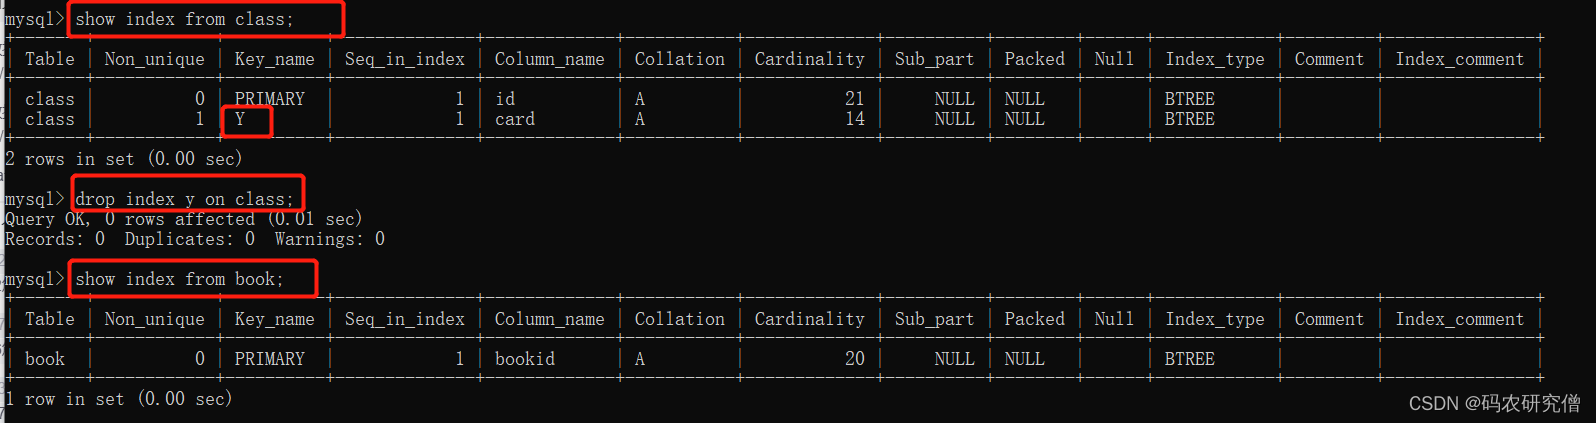 mysql> show index from class;
| Table | Non_unique | Key_name | Seq_in_index | Column_name | Collation | Cardinality | Sub_part | Packed | Null | Index_type | Comment | Index_comment |
| class | 0 | PRIMARY | 1 | id | A | 21 | NULL | NULL | | BTREE | | |
| class | 1 | Y | 1 | card | A | 14 | NULL | NULL | | BTREE | | |
2 rows in set (0.00 sec)
mysql> drop index y on class;
Query OK, 0 rows affected (0.01 sec)
Records: 0  Duplicates: 0  Warnings: 0
mysql> show index from book;
| Table | Non_unique | Key_name | Seq_in_index | Column_name | Collation | Cardinality | Sub_part | Packed | Null | Index_type | Comment | Index_comment |
| book | 0 | PRIMARY | 1 | bookid | A | 20 | NULL | NULL | | BTREE | | |
1 row in set (0.00 sec)
CSDN @码农研究僧